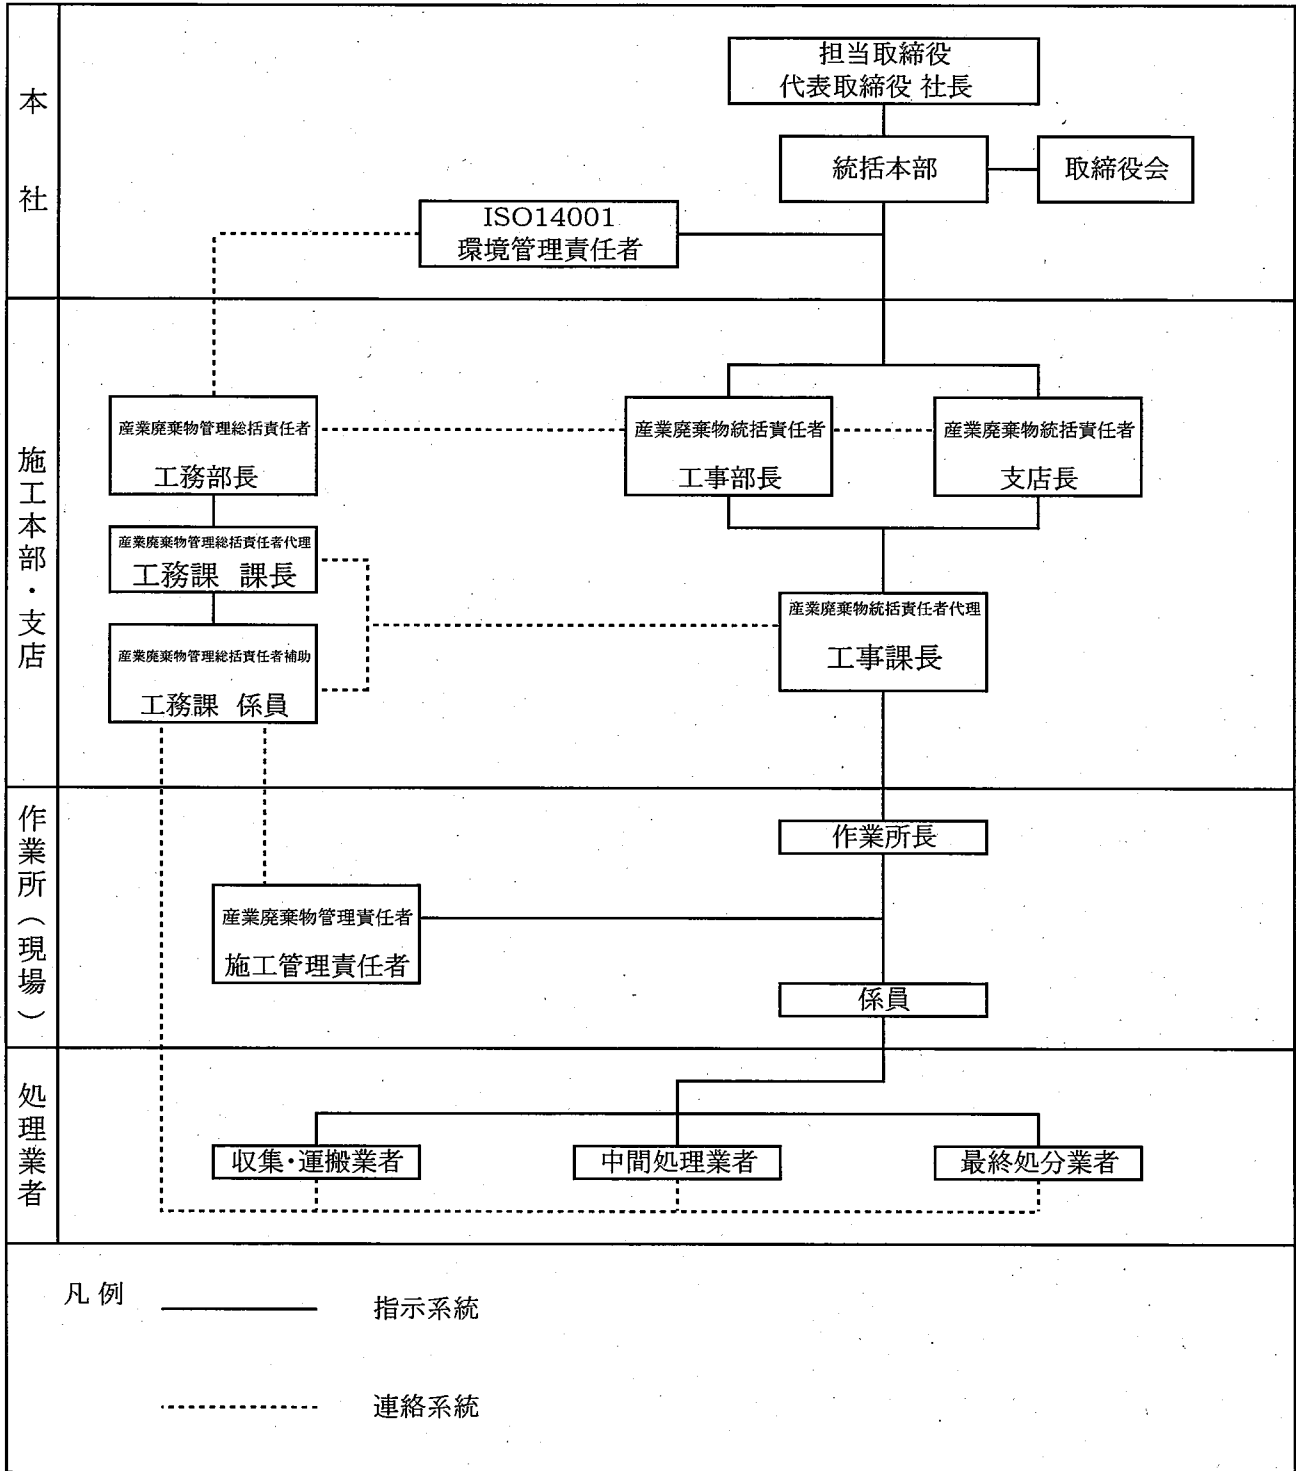 本社
担当取締役
代表取締役 社長
統括本部
取締役会
ISO14001
環境管理責任者
施工本部・支店
産業廃棄物管理総括責任者
工務部長
産業廃棄物統括責任者
工事部長
産業廃棄物統括責任者
支店長
産業廃棄物管理総括責任者代理
工務課 課長
産業廃棄物管理総括責任者補助
工務課 係員
産業廃棄物統括責任者代理
工事課長
作業所(現場)
作業所長
産業廃棄物管理責任者
施工管理責任者
係員
処理業者
収集・運搬業者
中間処理業者
最終処分業者
凡例
指示系統
連絡系統